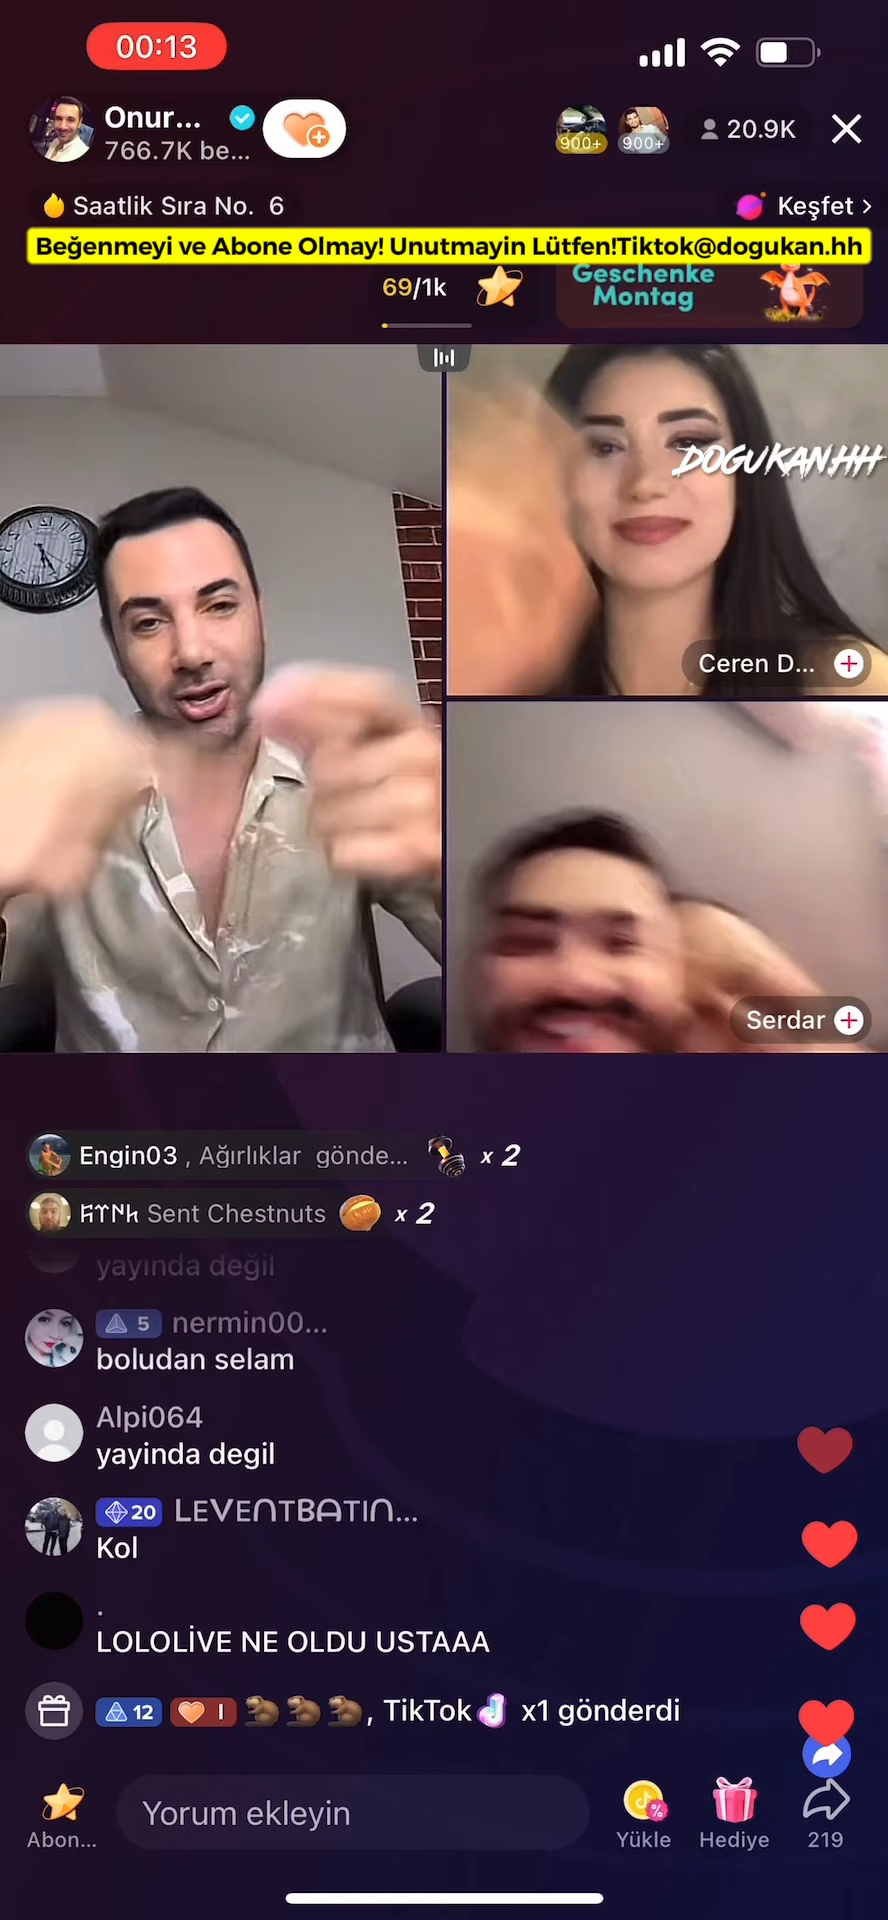 00:13
Onur...
766.7K be...
900+
900+
20.9K
Saatlik Sıra No. 6
Keşfet >
Beğenmeyi ve Abone Olmay! Unutmayin Lütfen!Tiktok@dogukan.hh
69/1k
Geschenke
Montag
DOGUKAN.HH
Ceren D...
Serdar
Engin03 , Ağırlıklar gönde... x 2
Sent Chestnuts x 2
yayında değil
5 nermin00...
boludan selam
Alpi064
yayinda degil
20 LEVENTBATIN...
Kol
.
LOLOLİVE NE OLDU USTAAA
12 I , TikTok x1 gönderdi
Abon...
Yorum ekleyin
Yükle
Hediye
219